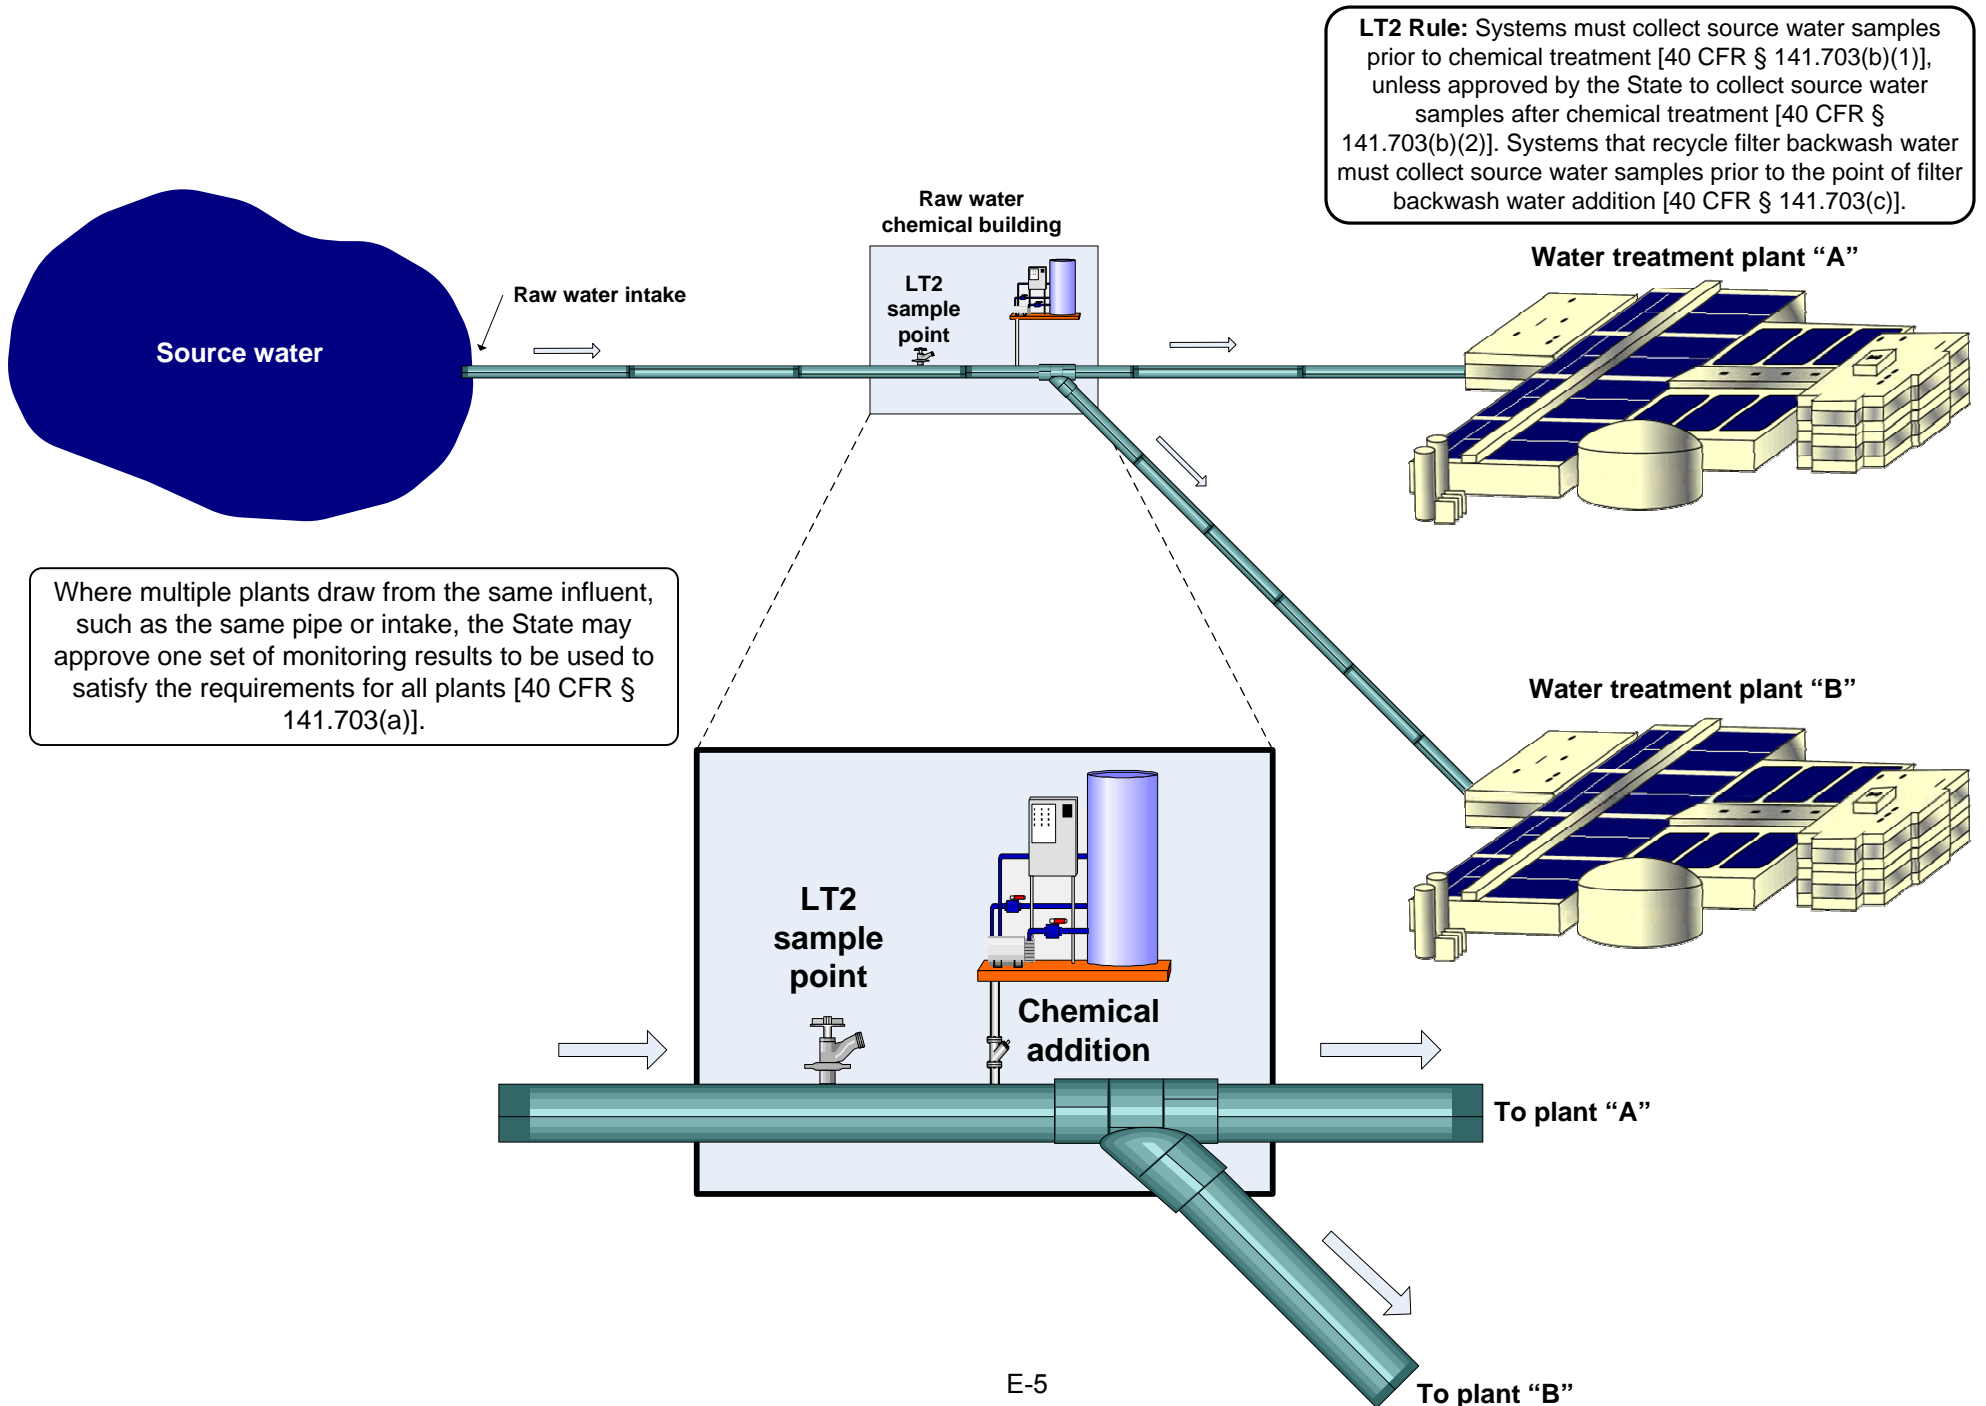 LT2 Rule: Systems must collect source water samples
prior to chemical treatment [40 CFR § 141.703(b)(1)],
unless approved by the State to collect source water
samples after chemical treatment [40 CFR §
141.703(b)(2)]. Systems that recycle filter backwash water
must collect source water samples prior to the point of filter
backwash water addition [40 CFR § 141.703(c)].
Raw water
chemical building
Water treatment plant “A”
LT2
sample
point
Raw water intake
Source water
Where multiple plants draw from the same influent,
such as the same pipe or intake, the State may
approve one set of monitoring results to be used to
satisfy the requirements for all plants [40 CFR §
141.703(a)].
Water treatment plant “B”
LT2
sample
point
Chemical
addition
To plant “A”
To plant “B”
E-5